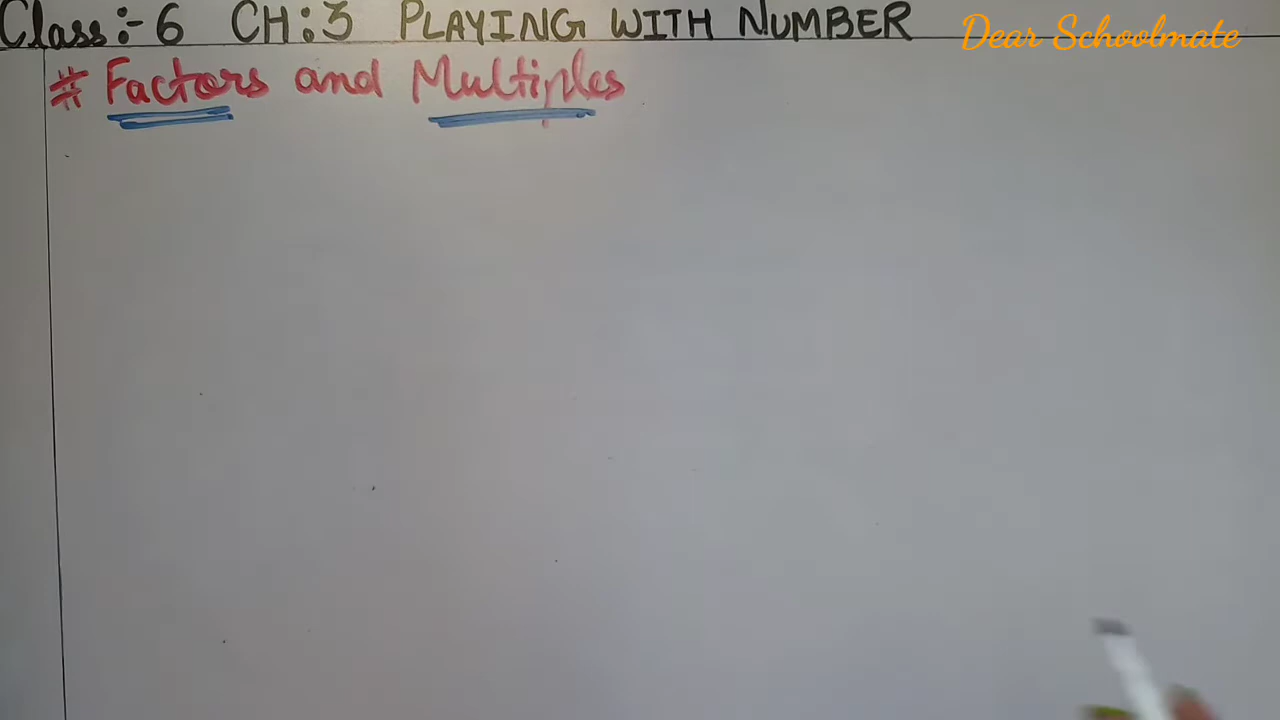 Class:- 6 CH:3 PLAYING WITH NUMBER
Dear Schoolmate
# Factors and Multiples